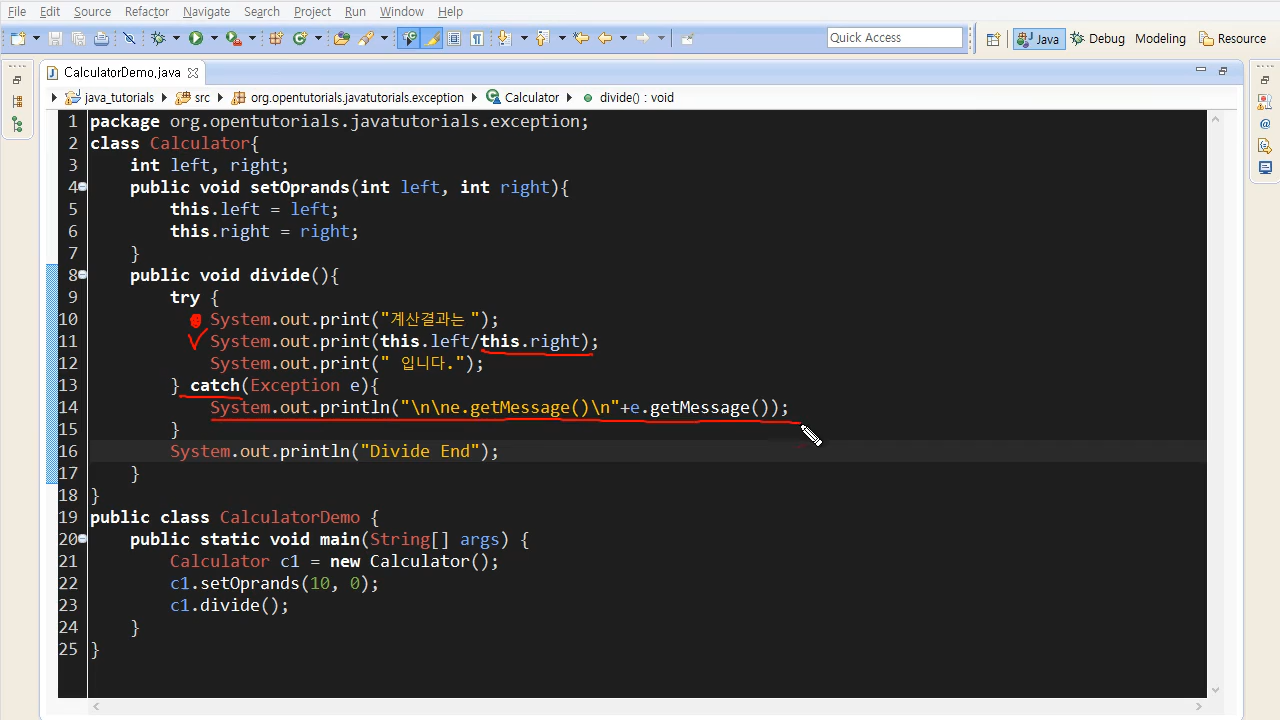 File Edit Source Refactor Navigate Search Project Run Window Help
Quick Access Java Debug Modeling Resource
CalculatorDemo.java
java_tutorials src org.opentutorials.javatutorials.exception Calculator divide() : void
1 package org.opentutorials.javatutorials.exception;
2 class Calculator{
3 int left, right;
4 public void setOprands(int left, int right){
5 this.left = left;
6 this.right = right;
7 }
8 public void divide(){
9 try {
10 System.out.print("계산결과는 ");
11 System.out.print(this.left/this.right);
12 System.out.print(" 입니다.");
13 } catch(Exception e){
14 System.out.println("\n\ne.getMessage()\n"+e.getMessage());
15 }
16 System.out.println("Divide End");
17 }
18 }
19 public class CalculatorDemo {
20 public static void main(String[] args) {
21 Calculator c1 = new Calculator();
22 c1.setOprands(10, 0);
23 c1.divide();
24 }
25 }